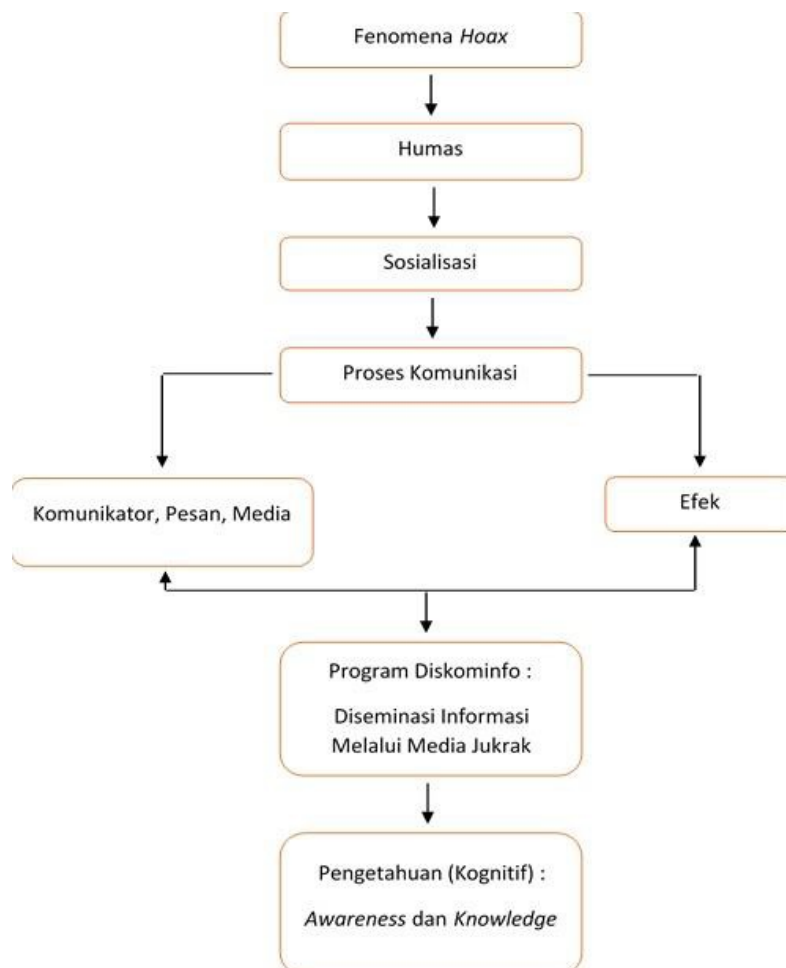 Fenomena Hoax
Humas
Sosialisasi
Proses Komunikasi
Komunikator, Pesan, Media
Efek
Program Diskominfo :
Diseminasi Informasi
Melalui Media Jukrak
Pengetahuan (Kognitif) :
Awareness dan Knowledge